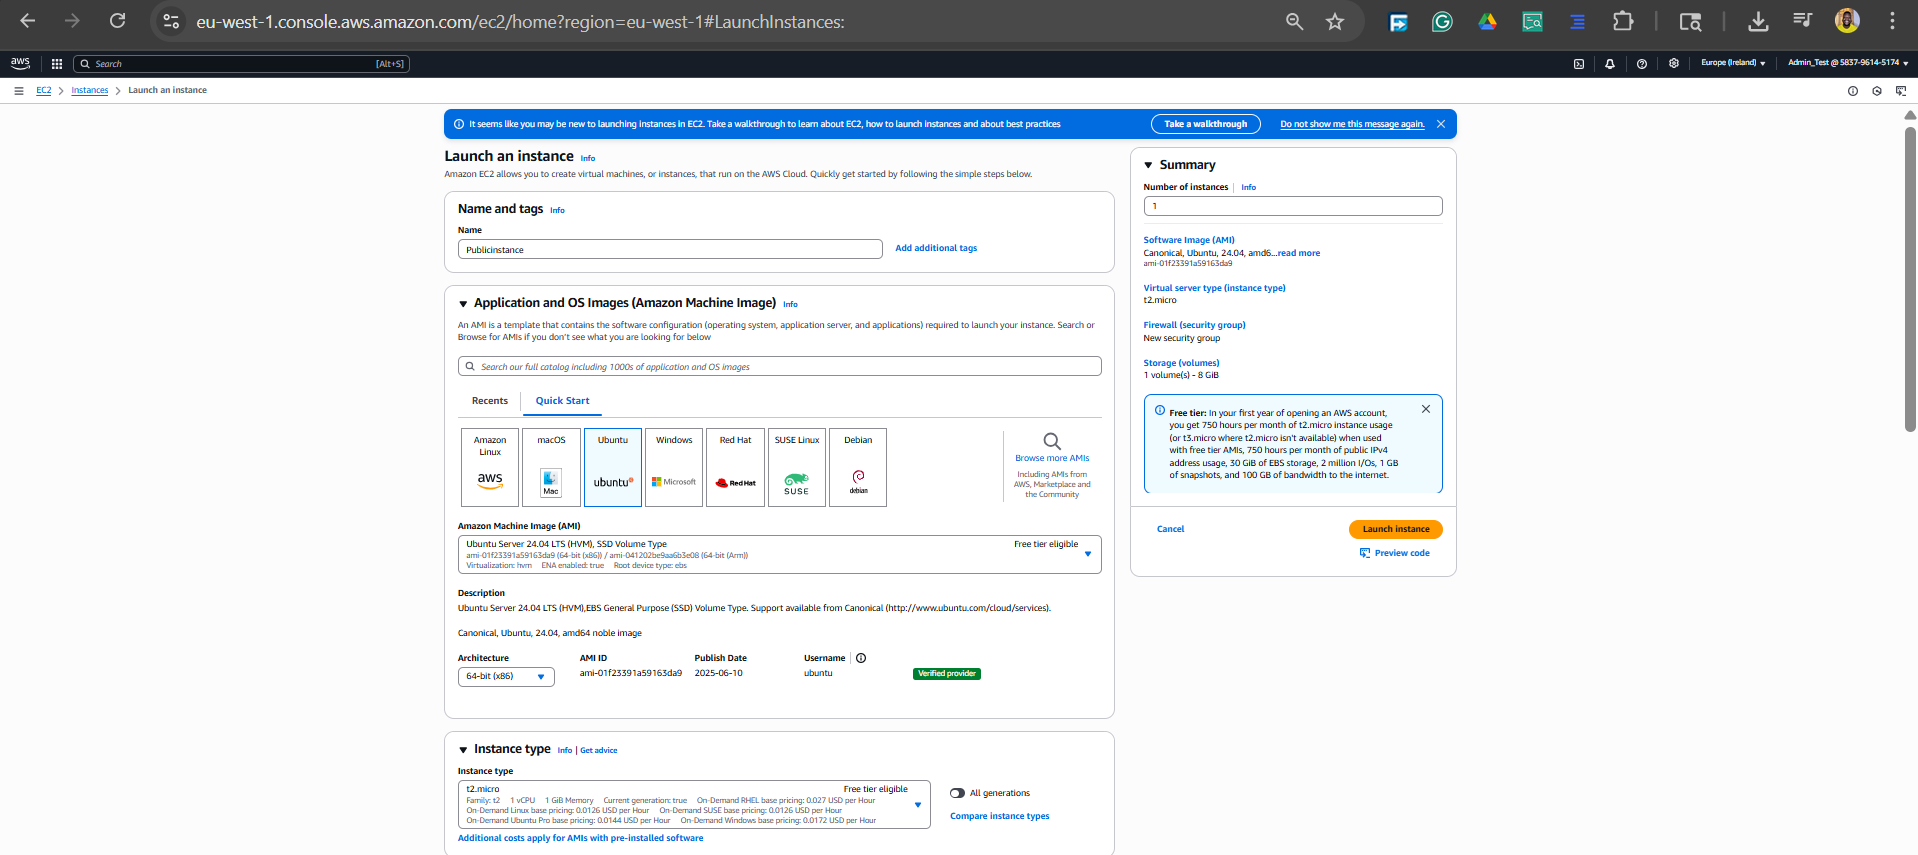 eu-west-1.console.aws.amazon.com/ec2/home?region=eu-west-1#LaunchInstances:
aws
Search
[Alt+S]
Europe (Ireland)
Admin_Test @ 5837-9614-5174
EC2
Instances
Launch an instance
It seems like you may be new to launching instances in EC2. Take a walkthrough to learn about EC2, how to launch instances and about best practices
Take a walkthrough
Do not show me this message again.
Launch an instance Info
Amazon EC2 allows you to create virtual machines, or instances, that run on the AWS Cloud. Quickly get started by following the simple steps below.
Name and tags Info
Name
Publicinstance
Add additional tags
Application and OS Images (Amazon Machine Image) Info
An AMI is a template that contains the software configuration (operating system, application server, and applications) required to launch your instance. Search or
Browse for AMIs if you don't see what you are looking for below
Search our full catalog including 1000s of application and OS images
Recents
Quick Start
Amazon
Linux
aws
macOS
Mac
Ubuntu
ubuntu
Windows
Microsoft
Red Hat
Red Hat
SUSE Linux
SUSE
Debian
debian
Browse more AMIs
Including AMIs from
AWS, Marketplace and
the Community
Amazon Machine Image (AMI)
Ubuntu Server 24.04 LTS (HVM), SSD Volume Type
Free tier eligible
ami-01f23391a59163da9 (64-bit (x86)) / ami-041202be9aa6b3e08 (64-bit (Arm))
Virtualization: hvm ENA enabled: true Root device type: ebs
Description
Ubuntu Server 24.04 LTS (HVM),EBS General Purpose (SSD) Volume Type. Support available from Canonical (http://www.ubuntu.com/cloud/services).
Canonical, Ubuntu, 24.04, amd64 noble image
Architecture
64-bit (x86)
AMI ID
ami-01f23391a59163da9
Publish Date
2025-06-10
Username
ubuntu
Verified provider
Instance type Info | Get advice
Instance type
t2.micro
Free tier eligible
Family: t2 1 vCPU 1 GiB Memory Current generation: true On-Demand RHEL base pricing: 0.027 USD per Hour
On-Demand Linux base pricing: 0.0126 USD per Hour On-Demand SUSE base pricing: 0.0126 USD per Hour
On-Demand Ubuntu Pro base pricing: 0.0144 USD per Hour On-Demand Windows base pricing: 0.0172 USD per Hour
All generations
Compare instance types
Additional costs apply for AMIs with pre-installed software
Summary
Number of instances Info
1
Software Image (AMI)
Canonical, Ubuntu, 24.04, amd6...read more
ami-01f23391a59163da9
Virtual server type (instance type)
t2.micro
Firewall (security group)
New security group
Storage (volumes)
1 volume(s) - 8 GiB
Free tier: In your first year of opening an AWS account,
you get 750 hours per month of t2.micro instance usage
(or t3.micro where t2.micro isn't available) when used
with free tier AMIs, 750 hours per month of public IPv4
address usage, 30 GiB of EBS storage, 2 million I/Os, 1 GB
of snapshots, and 100 GB of bandwidth to the internet.
Cancel
Launch instance
Preview code